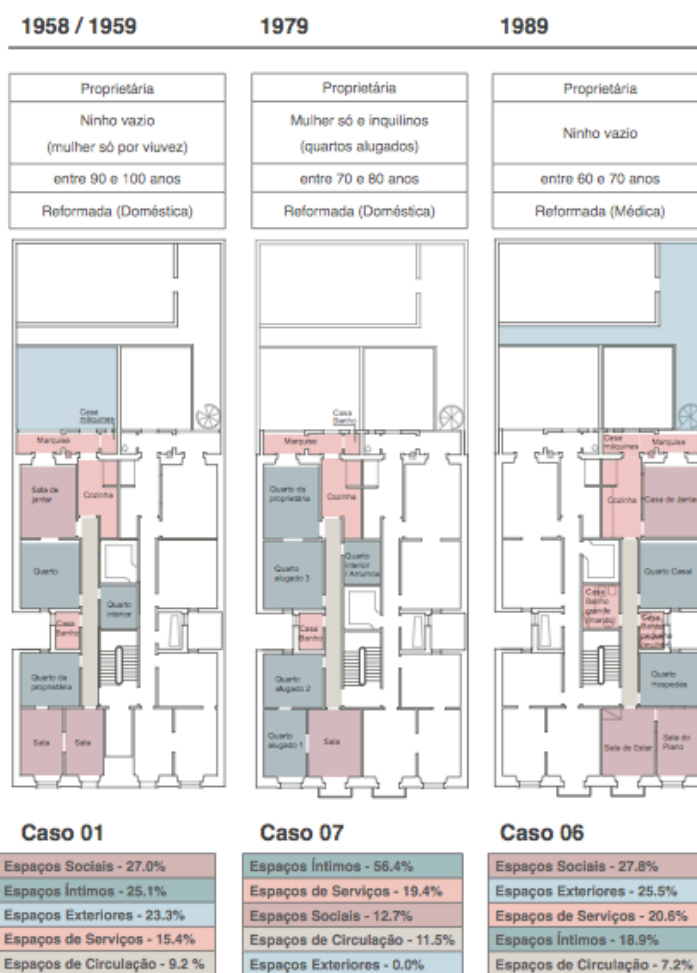 1958 / 1959
1979
1989
Proprietária
Ninho vazio
(mulher só por viuvez)
entre 90 e 100 anos
Reformada (Doméstica)
Proprietária
Mulher só e inquilinos
(quartos alugados)
entre 70 e 80 anos
Reformada (Doméstica)
Proprietária
Ninho vazio
entre 60 e 70 anos
Reformada (Médica)
Casa
máquinas
Marquise
Sala de
jantar
Cozinha
Quarto
Quarto
interior
Casa
Banho
Quarto da
proprietária
Sala
Sala
Casa
Banho
Marquise
Quarto da
proprietária
Cozinha
Quarto
alugado 3
Quarto
interior
/ Arrumos
Casa
Banho
Quarto
alugado 2
Quarto
alugado 1
Sala
Casa
máquinas
Marquise
Cozinha
Casa de Jantar
Quarto Casal
Casa
Banho
grande
(marido)
Casa
Banho
pequena
Quarto
Hospedes
Sala de Estar
Sala do
Piano
Caso 01
Espaços Sociais - 27.0%
Espaços Íntimos - 25.1%
Espaços Exteriores - 23.3%
Espaços de Serviços - 15.4%
Espaços de Circulação - 9.2 %
Caso 07
Espaços Íntimos - 56.4%
Espaços de Serviços - 19.4%
Espaços Sociais - 12.7%
Espaços de Circulação - 11.5%
Espaços Exteriores - 0.0%
Caso 06
Espaços Sociais - 27.8%
Espaços Exteriores - 25.5%
Espaços de Serviços - 20.6%
Espaços Íntimos - 18.9%
Espaços de Circulação - 7.2%